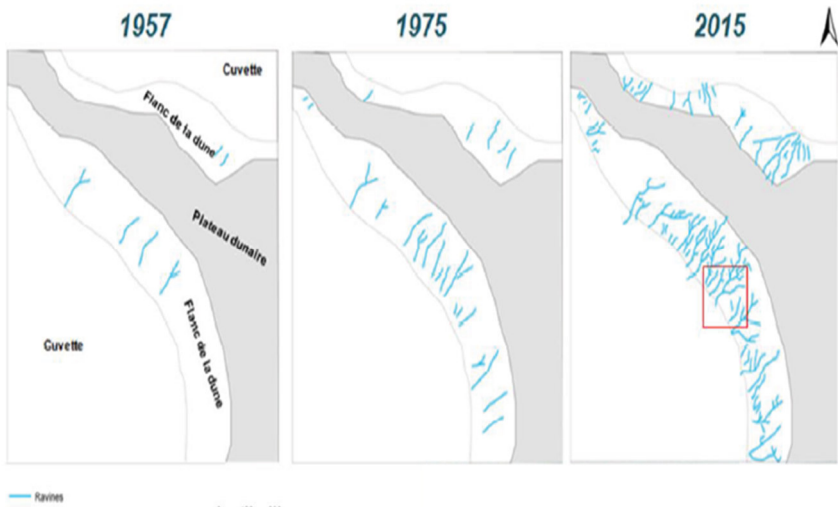 1957
1975
2015
Cuvette
Flanc de la dune
Plateau dunaire
Flanc de la dune
Cuvette
Ravines